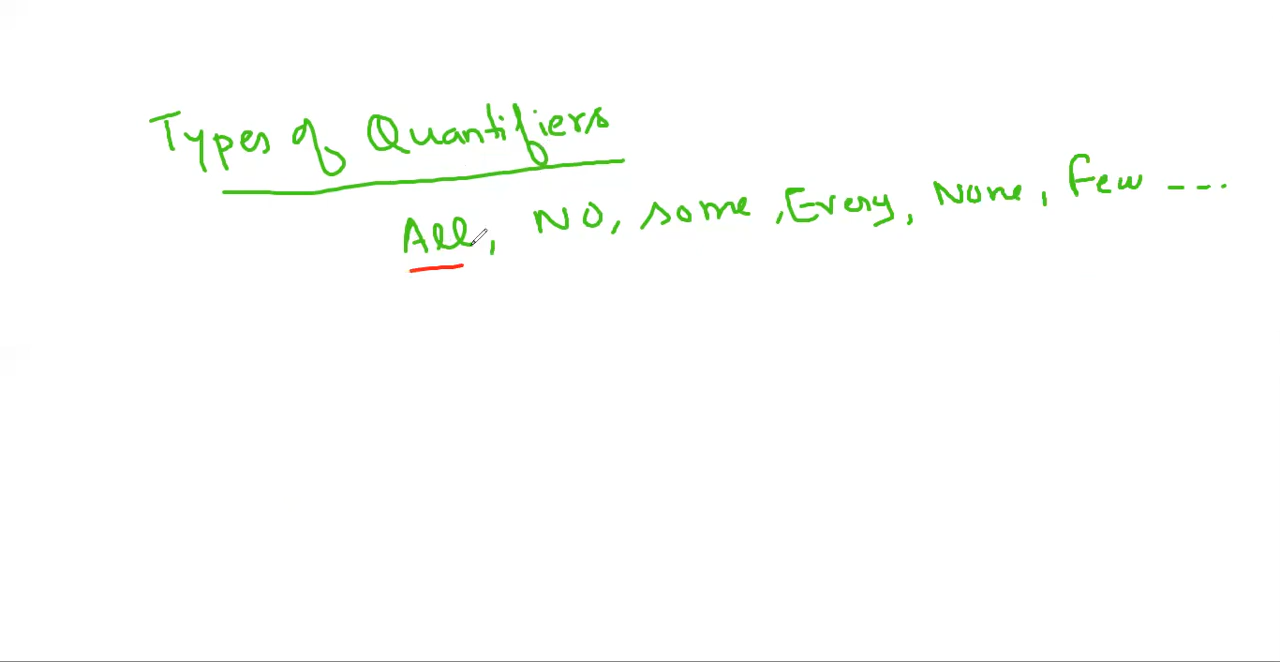 Types of Quantifiers
All, NO, some, Every, None, Few ---